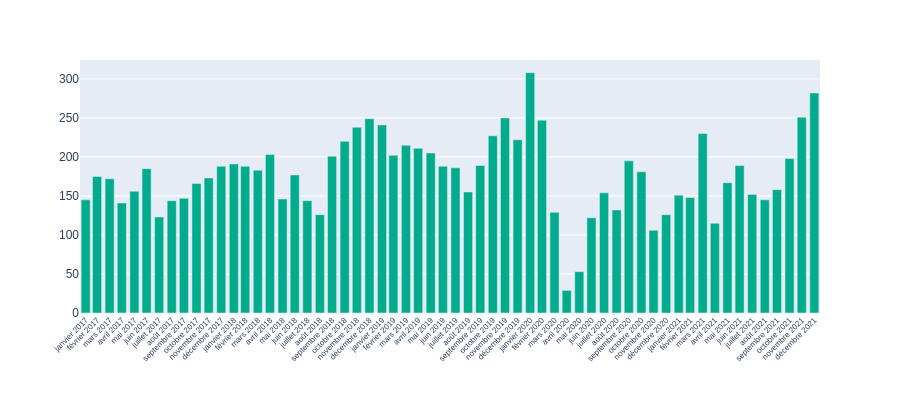 300
250
200
150
100
50
0
janvier 2017
février 2017
mars 2017
avril 2017
mai 2017
juin 2017
juillet 2017
août 2017
septembre 2017
octobre 2017
novembre 2017
décembre 2017
janvier 2018
février 2018
mars 2018
avril 2018
mai 2018
juin 2018
juillet 2018
août 2018
septembre 2018
octobre 2018
novembre 2018
décembre 2018
janvier 2019
février 2019
mars 2019
avril 2019
mai 2019
juin 2019
juillet 2019
août 2019
septembre 2019
octobre 2019
novembre 2019
décembre 2019
janvier 2020
février 2020
mars 2020
avril 2020
mai 2020
juin 2020
juillet 2020
août 2020
septembre 2020
octobre 2020
novembre 2020
décembre 2020
janvier 2021
février 2021
mars 2021
avril 2021
mai 2021
juin 2021
juillet 2021
août 2021
septembre 2021
octobre 2021
novembre 2021
décembre 2021